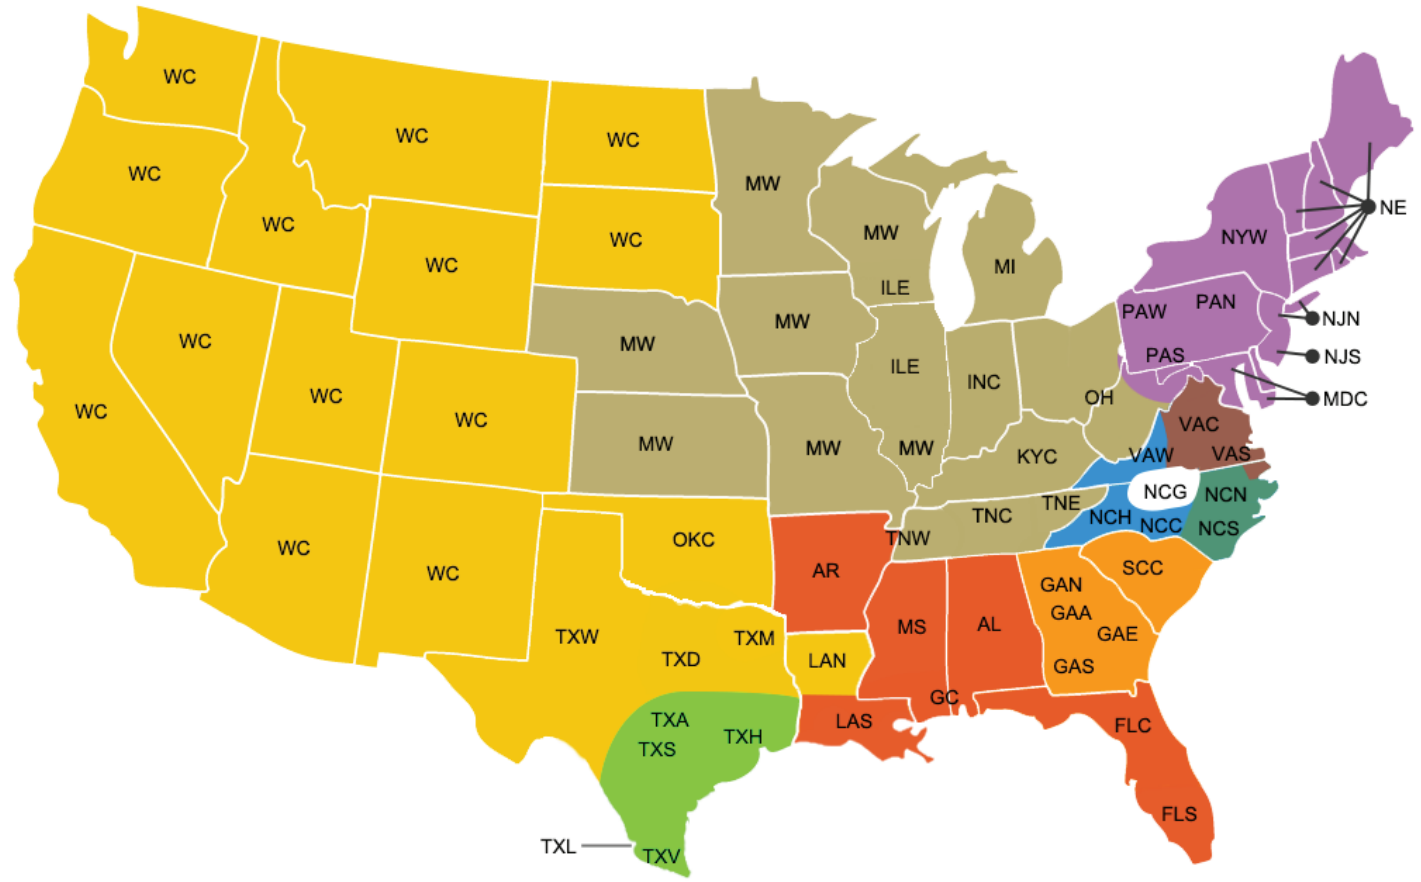 WC
WC
WC
WC
MW
WC
NE
WC
MW
NYW
WC
WC
MI
ILE
PAN
PAW
NJN
MW
WC
MW
PAS
NJS
ILE
INC
WC
OH
MDC
WC
WC
VAC
MW
MW
MW
KYC
VAW
VAS
NCG
NCN
TNE
TNC
NCH
NCC
NCS
OKC
TNW
WC
WC
AR
SCC
GAN
GAA
MS
AL
GAE
TXW
TXM
TXD
LAN
GAS
GC
TXA
LAS
FLC
TXS
TXH
FLS
TXL
TXV